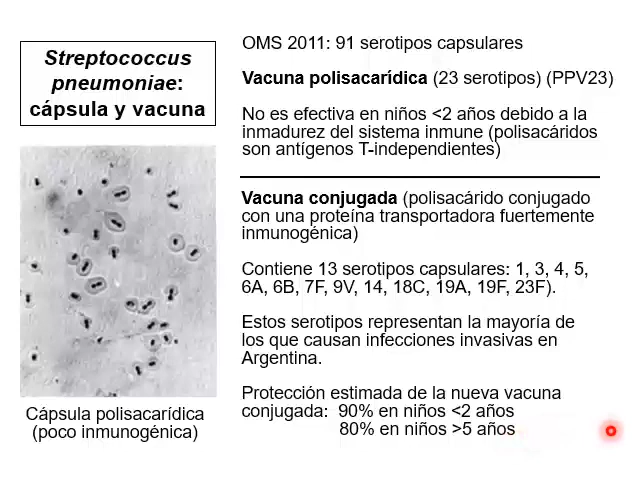 Streptococcus
pneumoniae:
cápsula y vacuna
Cápsula polisacarídica
(poco inmunogénica)
OMS 2011: 91 serotipos capsulares
Vacuna polisacarídica (23 serotipos) (PPV23)
No es efectiva en niños <2 años debido a la
inmadurez del sistema inmune (polisacáridos
son antígenos T-independientes)
Vacuna conjugada (polisacárido conjugado
con una proteína transportadora fuertemente
inmunogénica)
Contiene 13 serotipos capsulares: 1, 3, 4, 5,
6A, 6B, 7F, 9V, 14, 18C, 19A, 19F, 23F).
Estos serotipos representan la mayoría de
los que causan infecciones invasivas en
Argentina.
Protección estimada de la nueva vacuna
conjugada: 90% en niños <2 años
80% en niños >5 años